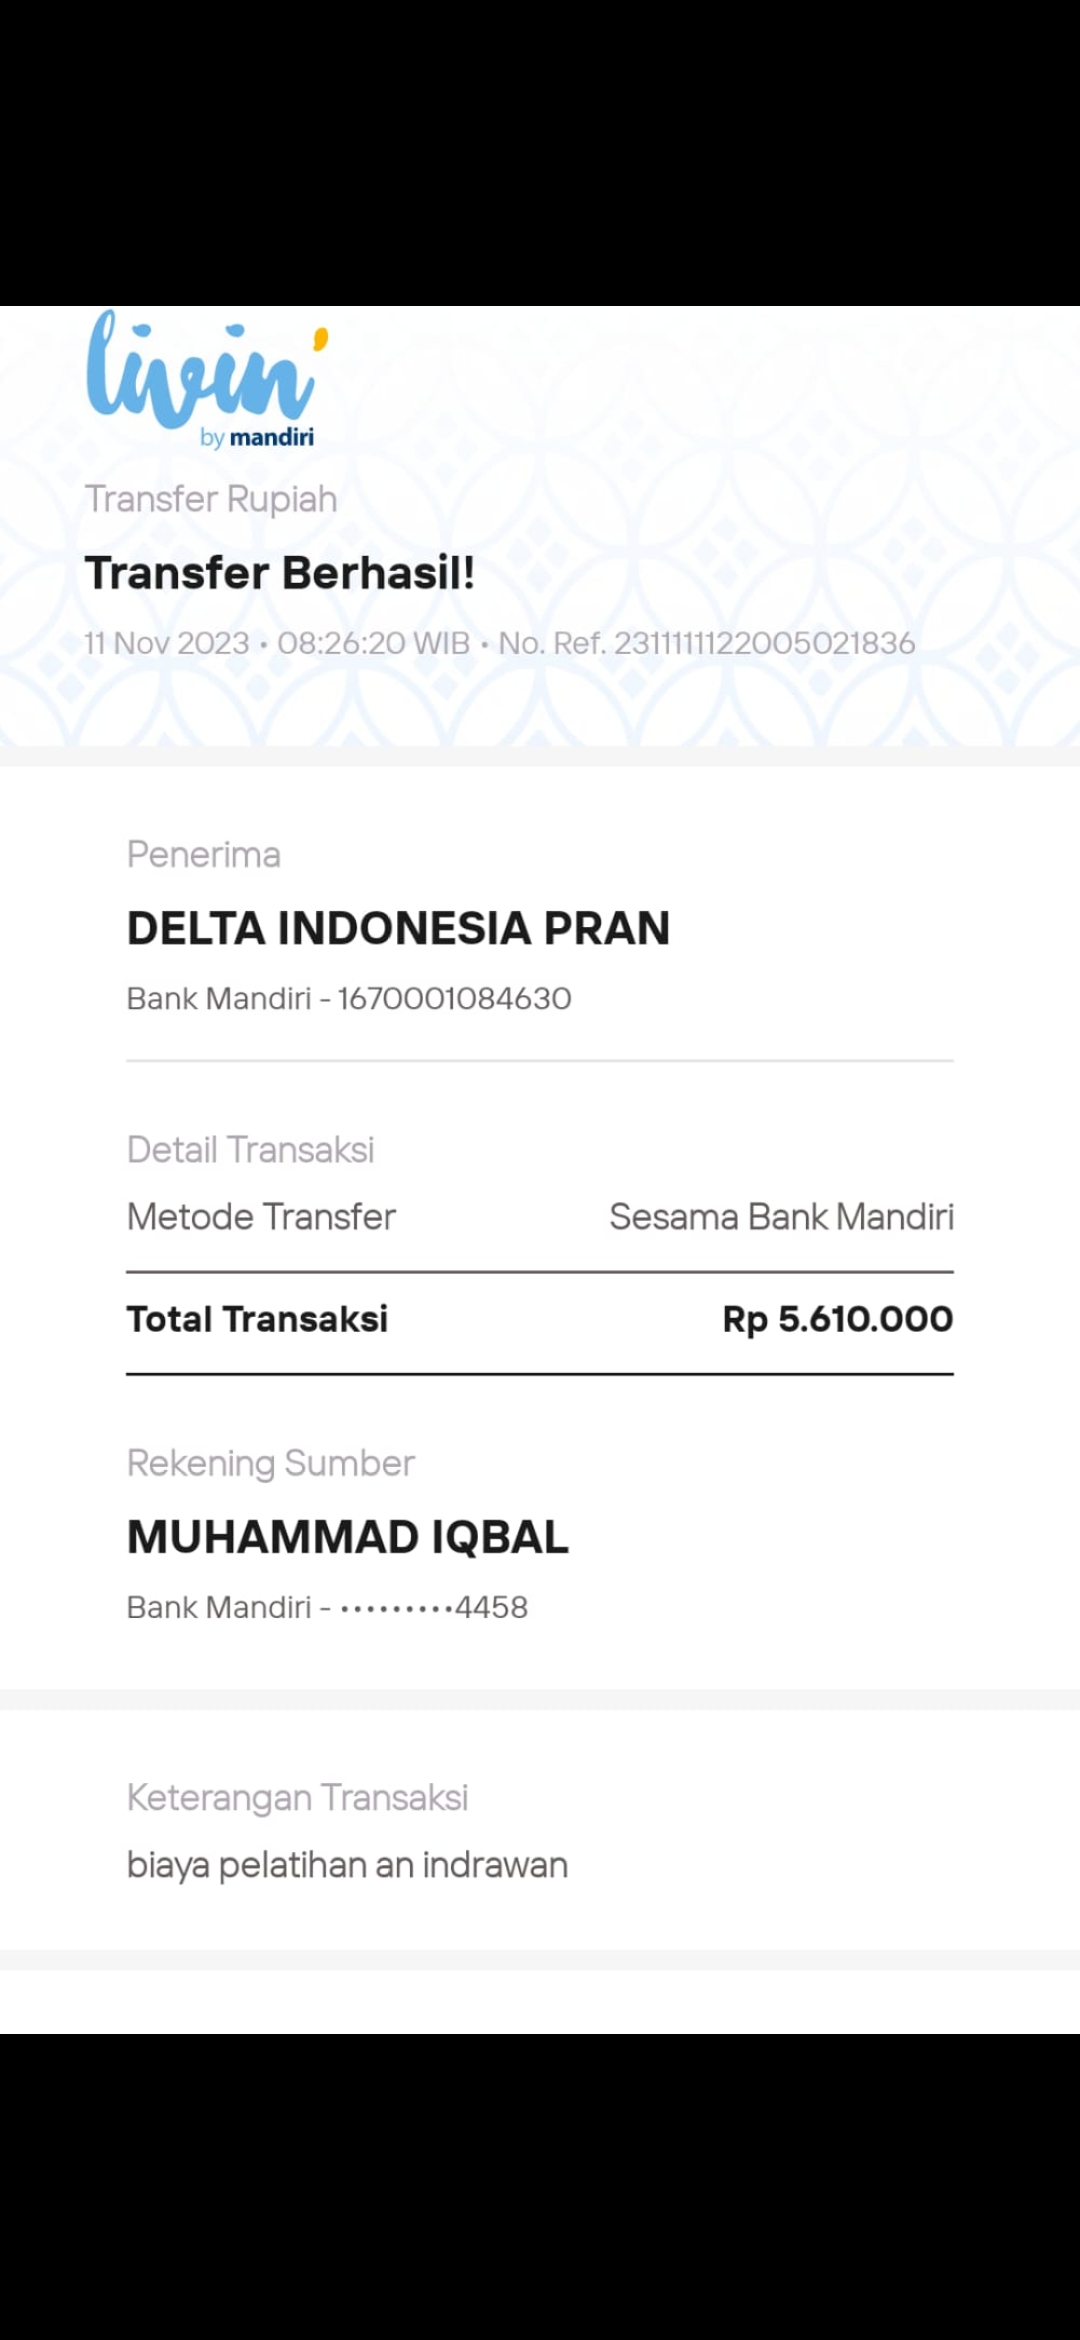 livin'
by mandiri
Transfer Rupiah
Transfer Berhasil!
11 Nov 2023 • 08:26:20 WIB • No. Ref. 2311111122005021836
Penerima
DELTA INDONESIA PRAN
Bank Mandiri - 1670001084630
Detail Transaksi
Metode Transfer Sesama Bank Mandiri
Total Transaksi Rp 5.610.000
Rekening Sumber
MUHAMMAD IQBAL
Bank Mandiri - •••••••••4458
Keterangan Transaksi
biaya pelatihan an indrawan